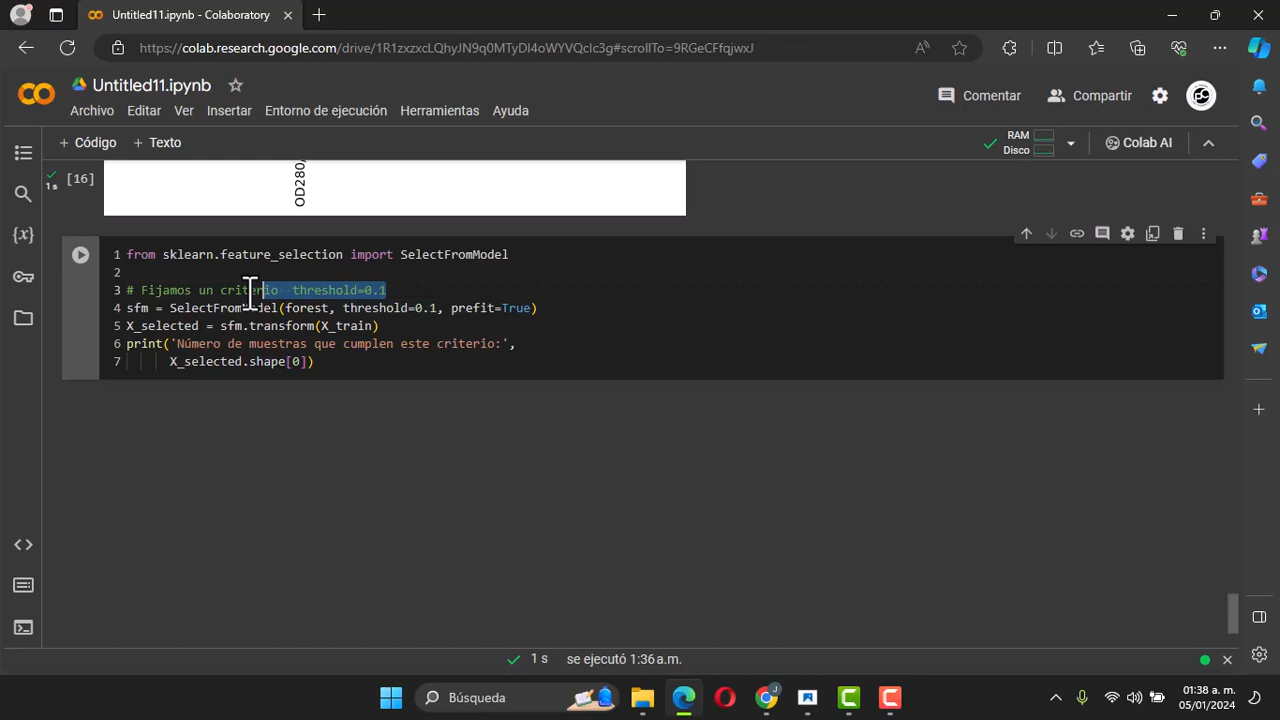 Untitled11.ipynb - Colaboratory
https://colab.research.google.com/drive/1R1zxzxcLQhyJN9q0MTyDl4oWYVQcIc3g#scrollTo=9RGeCFfqjwxJ
Untitled11.ipynb
Archivo Editar Ver Insertar Entorno de ejecución Herramientas Ayuda
Comentar Compartir
+ Código + Texto
RAM
Disco
Colab AI
1 s
[16]
OD280/
1 from sklearn.feature_selection import SelectFromModel
2
3 # Fijamos un criterio  threshold=0.1
4 sfm = SelectFromModel(forest, threshold=0.1, prefit=True)
5 X_selected = sfm.transform(X_train)
6 print('Número de muestras que cumplen este criterio:',
7       X_selected.shape[0])
1 s se ejecutó 1:36 a.m.
Búsqueda
01:38 a. m.
05/01/2024